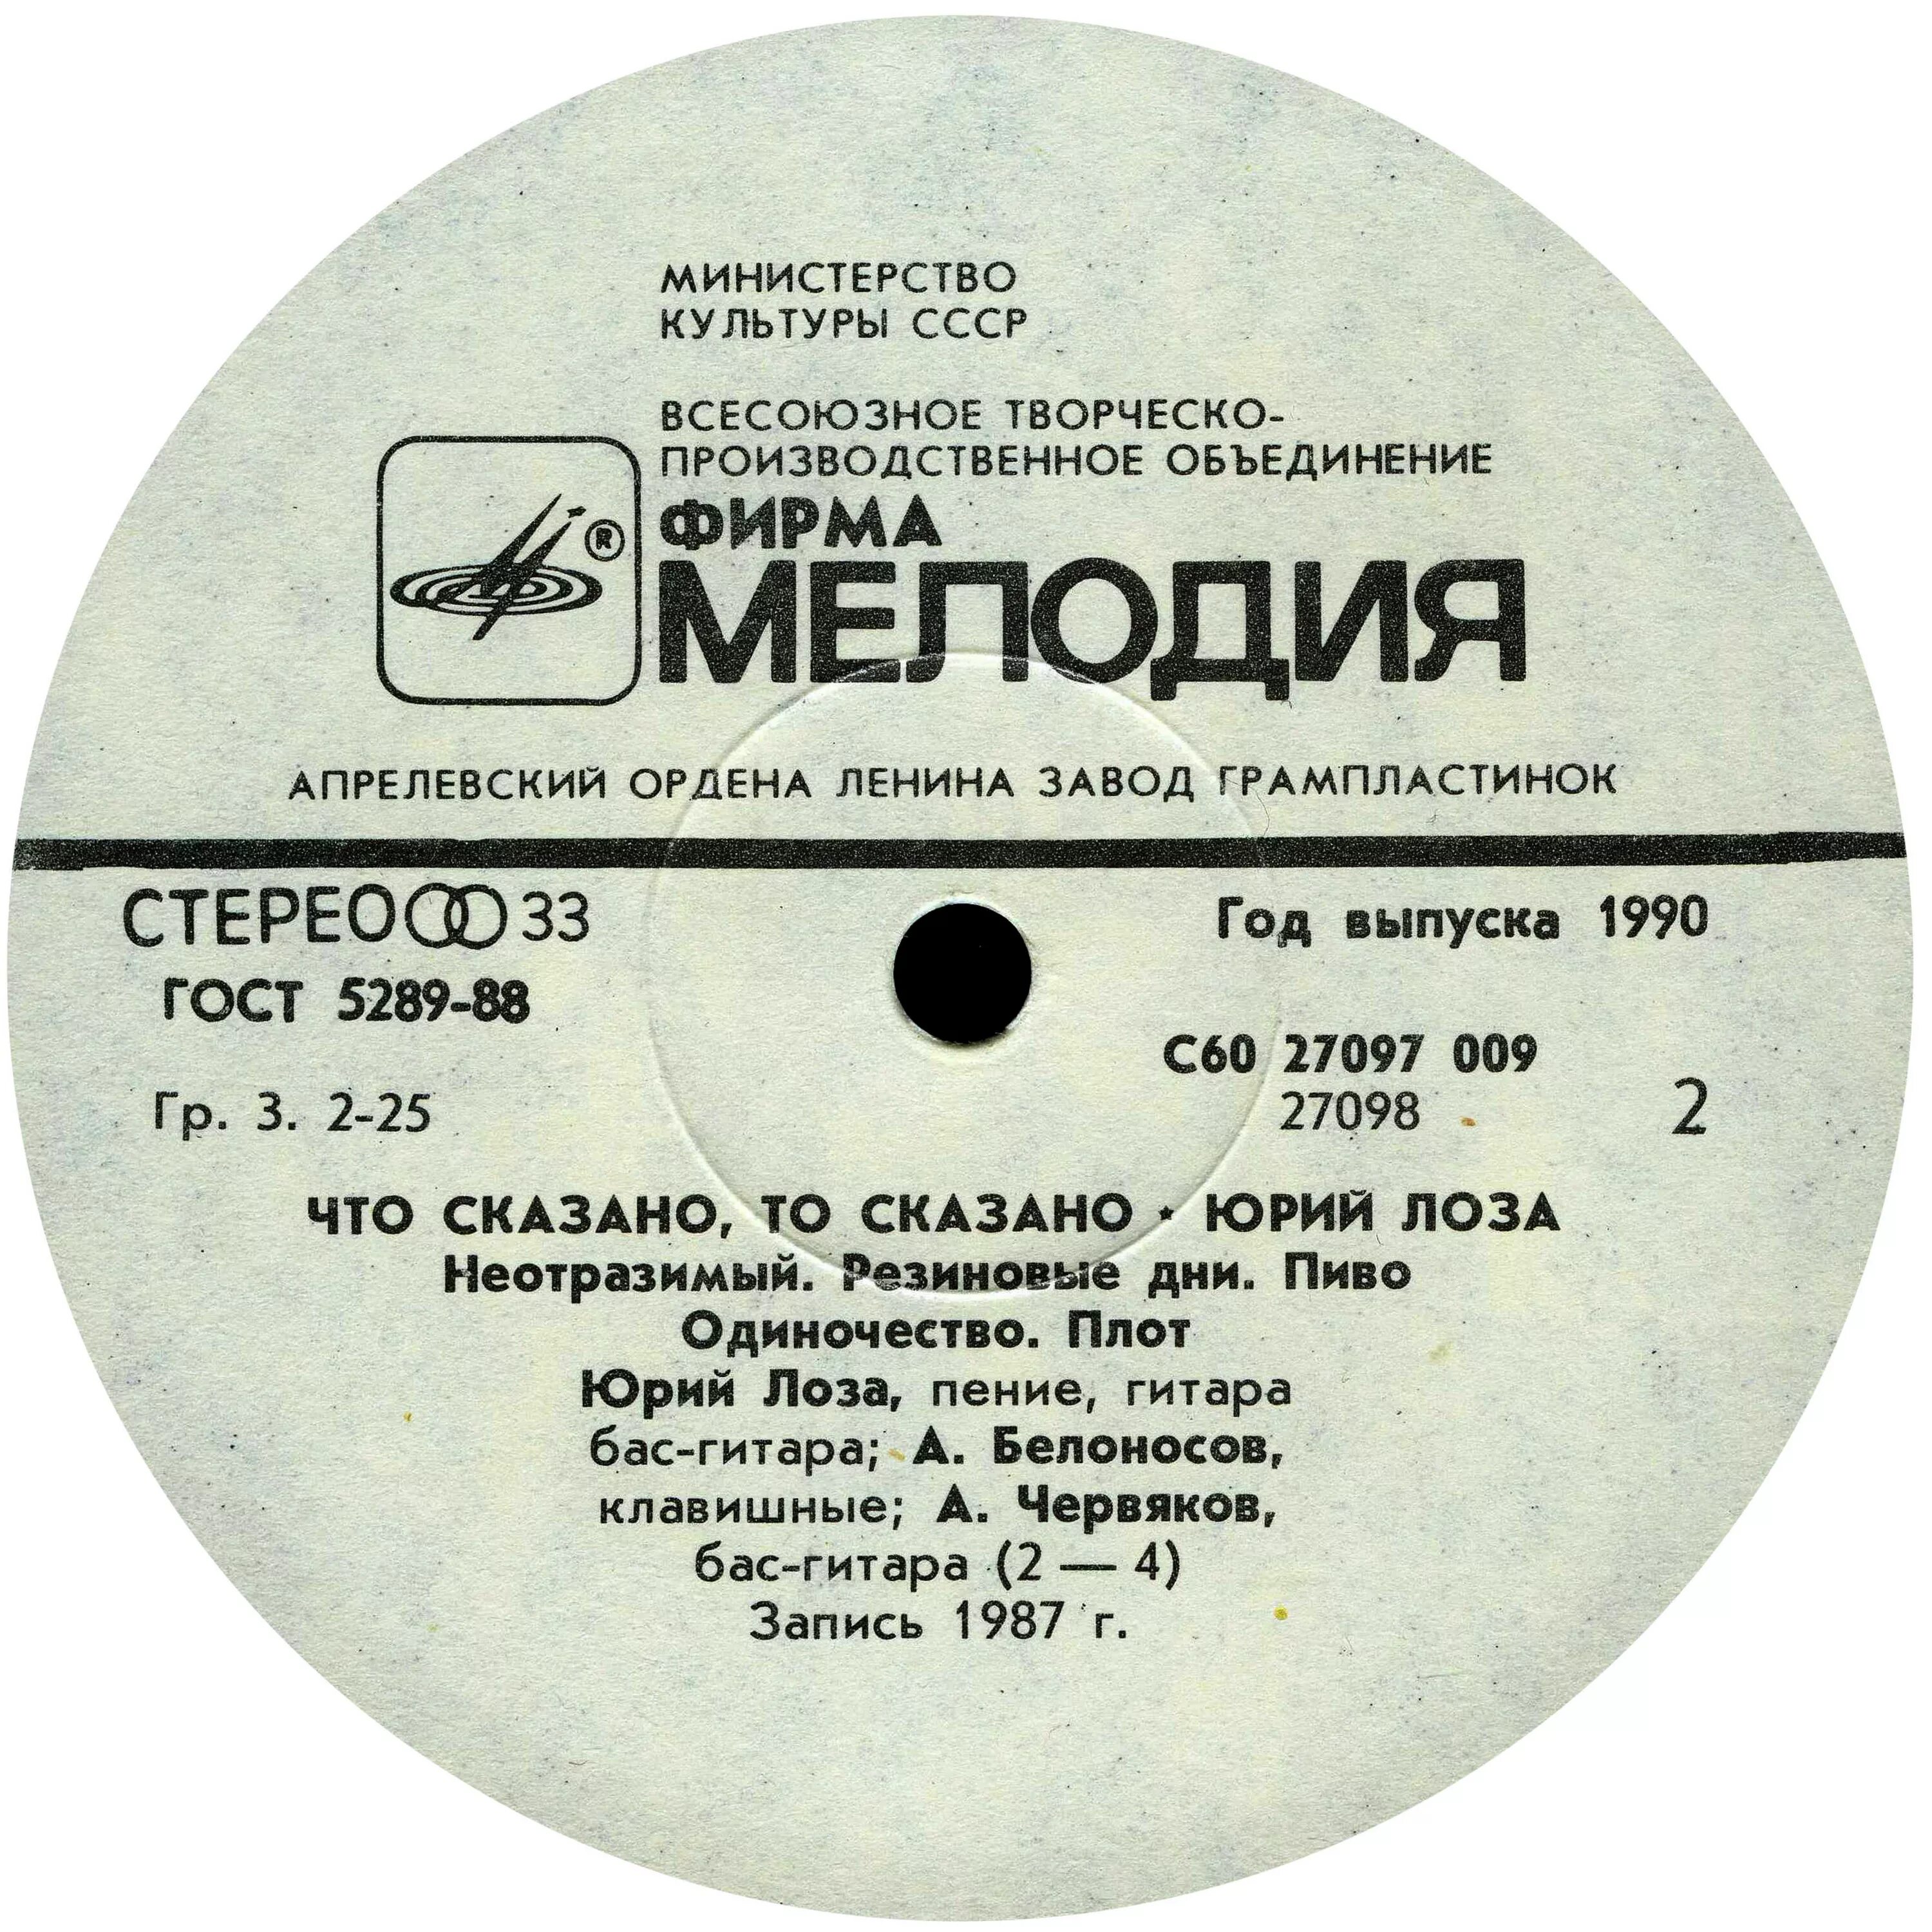 МИНИСТЕРСТВО
КУЛЬТУРЫ СССР
ВСЕСОЮЗНОЕ ТВОРЧЕСКО-
ПРОИЗВОДСТВЕННОЕ ОБЪЕДИНЕНИЕ
ФИРМА
®
МЕЛОДИЯ
АПРЕЛЕВСКИЙ ОРДЕНА ЛЕНИНА ЗАВОД ГРАМПЛАСТИНОК
СТЕРЕО 33
Год выпуска 1990
ГОСТ 5289-88
С60 27097 009
Гр. 3. 2-25
27098
2
ЧТО СКАЗАНО, ТО СКАЗАНО ⋆ ЮРИЙ ЛОЗА
Неотразимый. Резиновые дни. Пиво
Одиночество. Плот
Юрий Лоза, пение, гитара
бас-гитара; А. Белоносов,
клавишные; А. Червяков,
бас-гитара (2 — 4)
Запись 1987 г.